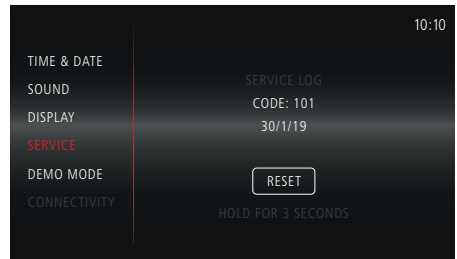 10:10
TIME & DATE
SOUND
DISPLAY
SERVICE
DEMO MODE
CONNECTIVITY
SERVICE LOG
CODE: 101
30/1/19
RESET
HOLD FOR 3 SECONDS